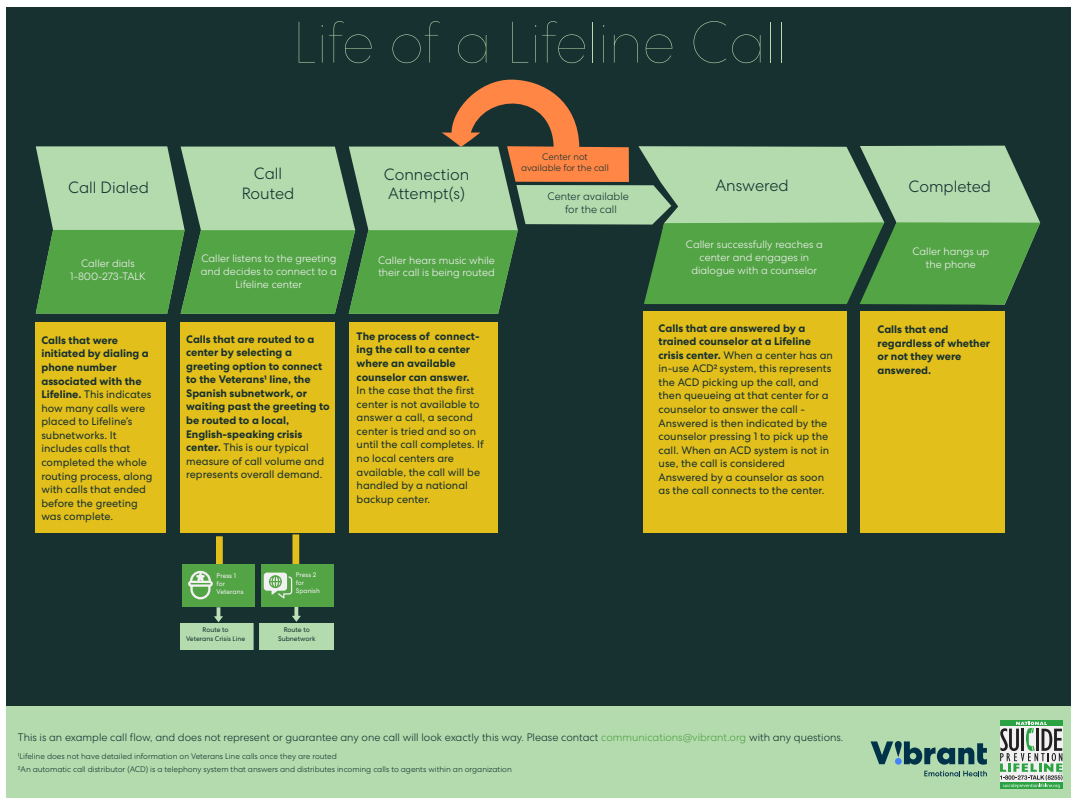 Life of a Lifeline Call
Call Dialed
Caller dials
1-800-273-TALK
Calls that were
initiated by dialing a
phone number
associated with the
Lifeline. This indicates
how many calls were
placed to Lifeline's
subnetworks. It
includes calls that
completed the whole
routing process, along
with calls that ended
before the greeting
was complete.
Call
Routed
Caller listens to the greeting
and decides to connect to a
Lifeline center
Calls that are routed to a
center by selecting a
greeting option to connect
to the Veterans¹ line, the
Spanish subnetwork, or
waiting past the greeting to
be routed to a local,
English-speaking crisis
center. This is our typical
measure of call volume and
represents overall demand.
Press 1
for
Veterans
Route to
Veterans Crisis Line
Press 2
for
Spanish
Route to
Subnetwork
Connection
Attempt(s)
Caller hears music while
their call is being routed
The process of connect-
ing the call to a center
where an available
counselor can answer.
In the case that the first
center is not available to
answer a call, a second
center is tried and so on
until the call completes. If
no local centers are
available, the call will be
handled by a national
backup center.
Center not
available for the call
Center available
for the call
Answered
Caller successfully reaches a
center and engages in
dialogue with a counselor
Calls that are answered by a
trained counselor at a Lifeline
crisis center. When a center has an
in-use ACD² system, this represents
the ACD picking up the call, and
then queueing at that center for a
counselor to answer the call -
Answered is then indicated by the
counselor pressing 1 to pick up the
call. When an ACD system is not in
use, the call is considered
Answered by a counselor as soon
as the call connects to the center.
Completed
Caller hangs up
the phone
Calls that end
regardless of whether
or not they were
answered.
This is an example call flow, and does not represent or guarantee any one call will look exactly this way. Please contact communications@vibrant.org with any questions.
¹Lifeline does not have detailed information on Veterans Line calls once they are routed
²An automatic call distributor (ACD) is a telephony system that answers and distributes incoming calls to agents within an organization
V!brant
Emotional Health
NATIONAL
SUICIDE
PREVENTION
LIFELINE
1-800-273-TALK (8255)
suicidepreventionlifeline.org